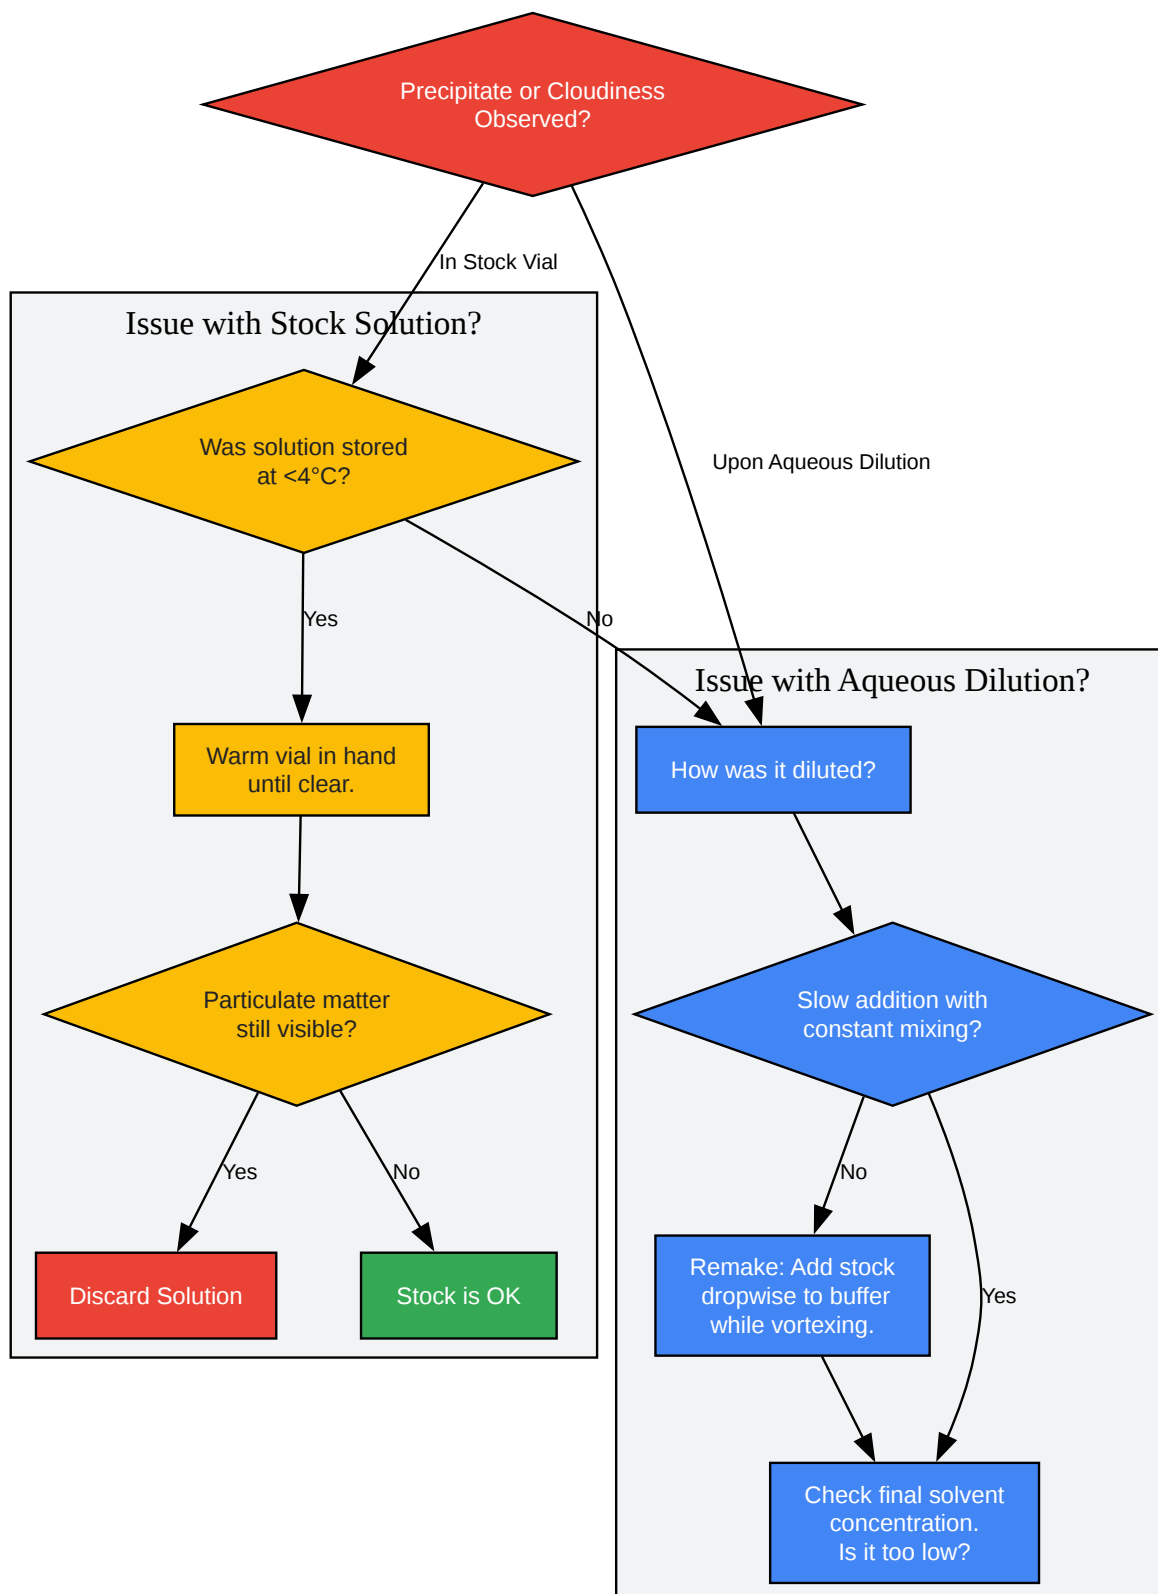 Precipitate or Cloudiness
Observed?
In Stock Vial
Issue with Stock Solution?
Was solution stored
at <4°C?
Upon Aqueous Dilution
Yes
No
Issue with Aqueous Dilution?
Warm vial in hand
until clear.
How was it diluted?
Particulate matter
still visible?
Slow addition with
constant mixing?
Yes
No
No
Discard Solution
Stock is OK
Remake: Add stock
dropwise to buffer
while vortexing.
Yes
Check final solvent
concentration.
Is it too low?